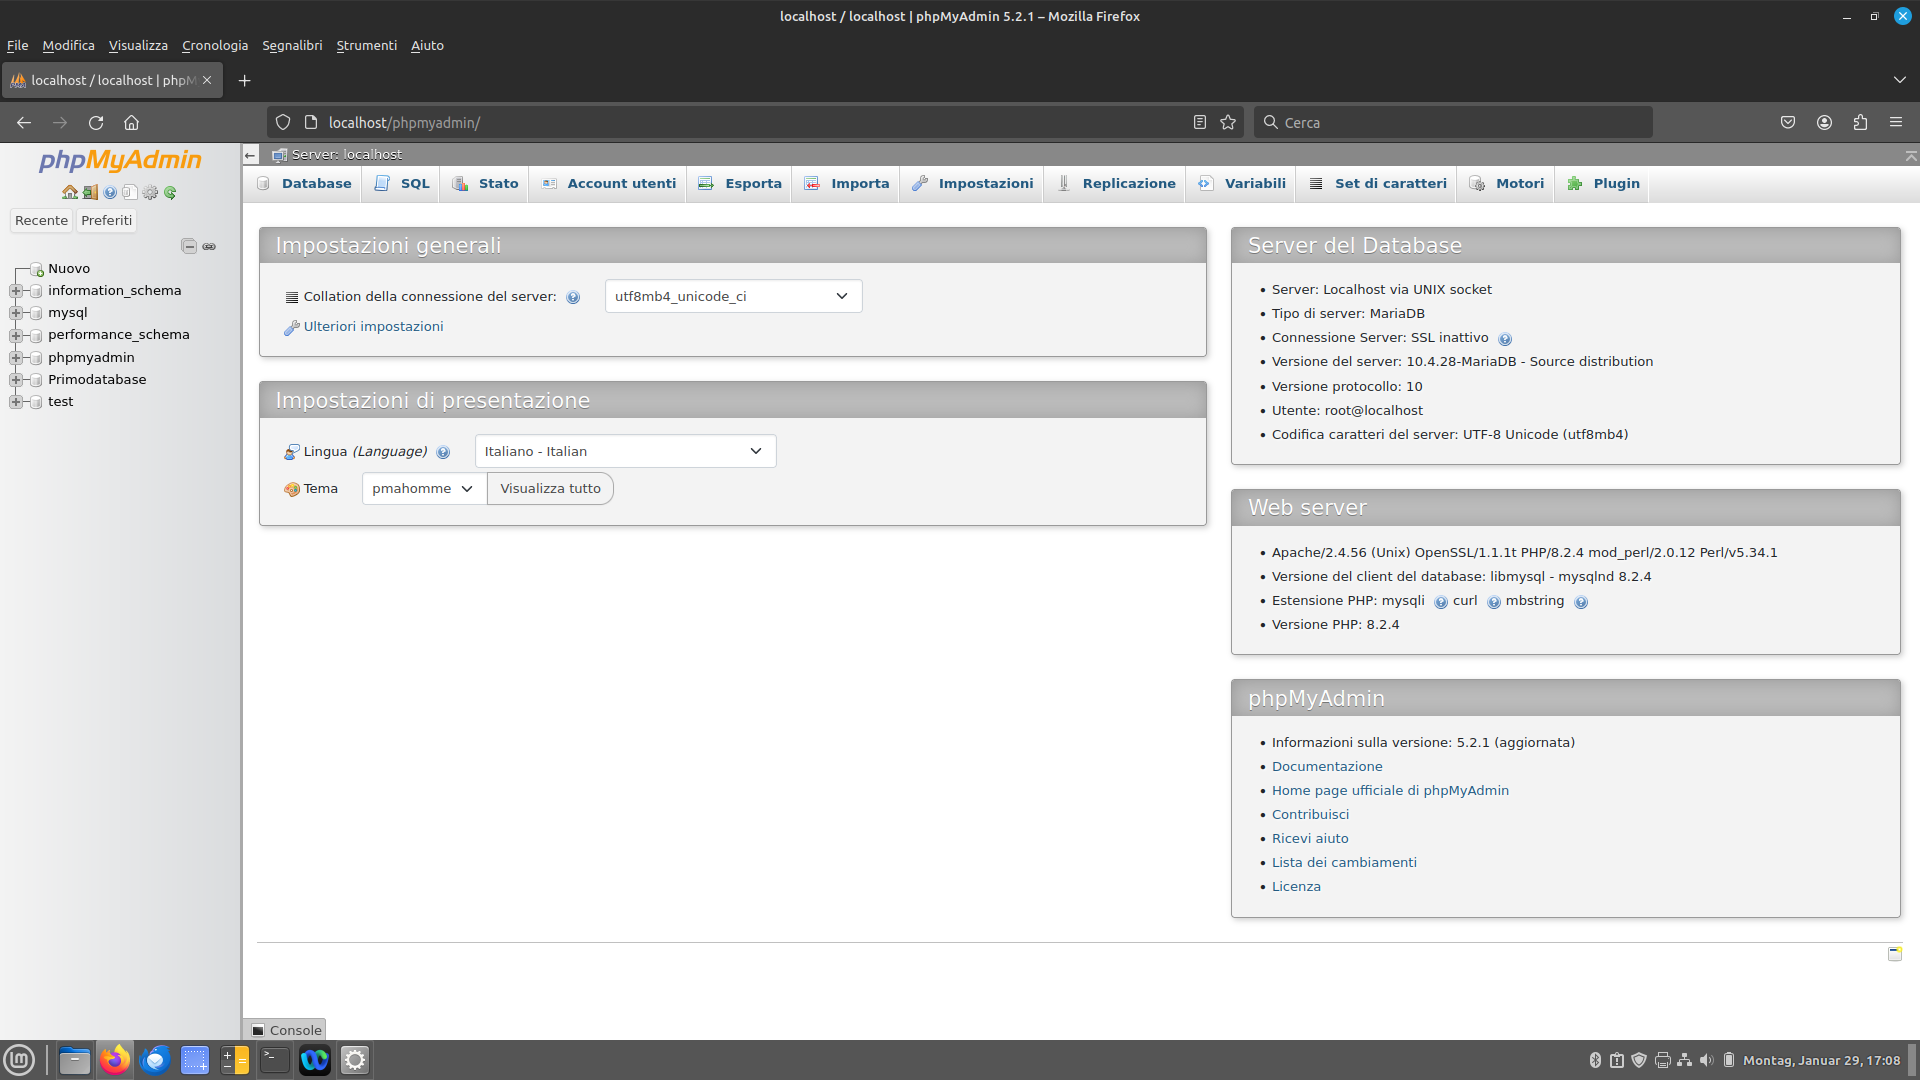 localhost / localhost | phpMyAdmin 5.2.1 – Mozilla Firefox
File Modifica Visualizza Cronologia Segnalibri Strumenti Aiuto
localhost / localhost | phpM
localhost/phpmyadmin/
Cerca
phpMyAdmin
Recente Preferiti
Nuovo
information_schema
mysql
performance_schema
phpmyadmin
Primodatabase
test
Server: localhost
Database SQL Stato Account utenti Esporta Importa Impostazioni Replicazione Variabili Set di caratteri Motori Plugin
Impostazioni generali
Collation della connessione del server: utf8mb4_unicode_ci
Ulteriori impostazioni
Impostazioni di presentazione
Lingua (Language) Italiano - Italian
Tema pmahomme Visualizza tutto
Server del Database
• Server: Localhost via UNIX socket
• Tipo di server: MariaDB
• Connessione Server: SSL inattivo
• Versione del server: 10.4.28-MariaDB - Source distribution
• Versione protocollo: 10
• Utente: root@localhost
• Codifica caratteri del server: UTF-8 Unicode (utf8mb4)
Web server
• Apache/2.4.56 (Unix) OpenSSL/1.1.1t PHP/8.2.4 mod_perl/2.0.12 Perl/v5.34.1
• Versione del client del database: libmysql - mysqlnd 8.2.4
• Estensione PHP: mysqli curl mbstring
• Versione PHP: 8.2.4
phpMyAdmin
• Informazioni sulla versione: 5.2.1 (aggiornata)
• Documentazione
• Home page ufficiale di phpMyAdmin
• Contribuisci
• Ricevi aiuto
• Lista dei cambiamenti
• Licenza
Console
Montag, Januar 29, 17:08